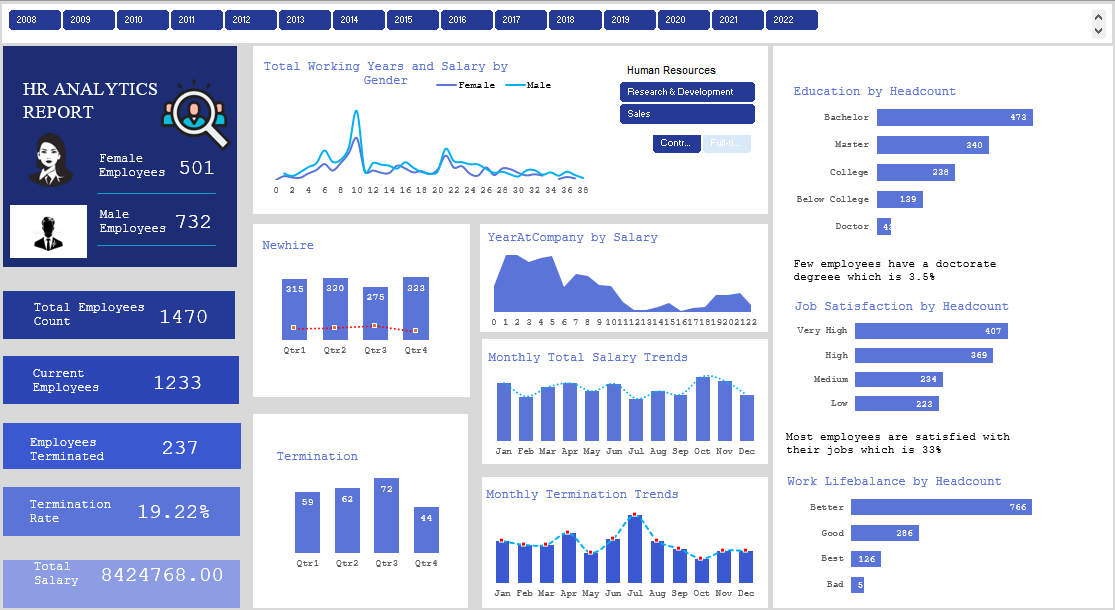 2008 2009 2010 2011 2012 2013 2014 2015 2016 2017 2018 2019 2020 2021 2022
HR ANALYTICS
REPORT
Female
Employees 501
Male
Employees 732
Total Employees
Count 1470
Current
Employees 1233
Employees
Terminated 237
Termination
Rate 19.22%
Total
Salary 8424768.00
Total Working Years and Salary by
Gender
Female Male
0 2 4 6 8 10 12 14 16 18 20 22 24 26 28 30 32 34 36 38
Human Resources
Research & Development
Sales
Contr... Full-ti...
Newhire
315 320 275 323
Qtr1 Qtr2 Qtr3 Qtr4
YearAtCompany by Salary
0 1 2 3 4 5 6 7 8 9 10 11 12 13 14 15 16 17 18 19 20 21 22
Monthly Total Salary Trends
Jan Feb Mar Apr May Jun Jul Aug Sep Oct Nov Dec
Termination
59 62 72 44
Qtr1 Qtr2 Qtr3 Qtr4
Monthly Termination Trends
Jan Feb Mar Apr May Jun Jul Aug Sep Oct Nov Dec
Education by Headcount
Bachelor 473
Master 340
College 238
Below College 139
Doctor 43
Few employees have a doctorate
degreee which is 3.5%
Job Satisfaction by Headcount
Very High 407
High 369
Medium 234
Low 223
Most employees are satisfied with
their jobs which is 33%
Work Lifebalance by Headcount
Better 766
Good 286
Best 126
Bad 5